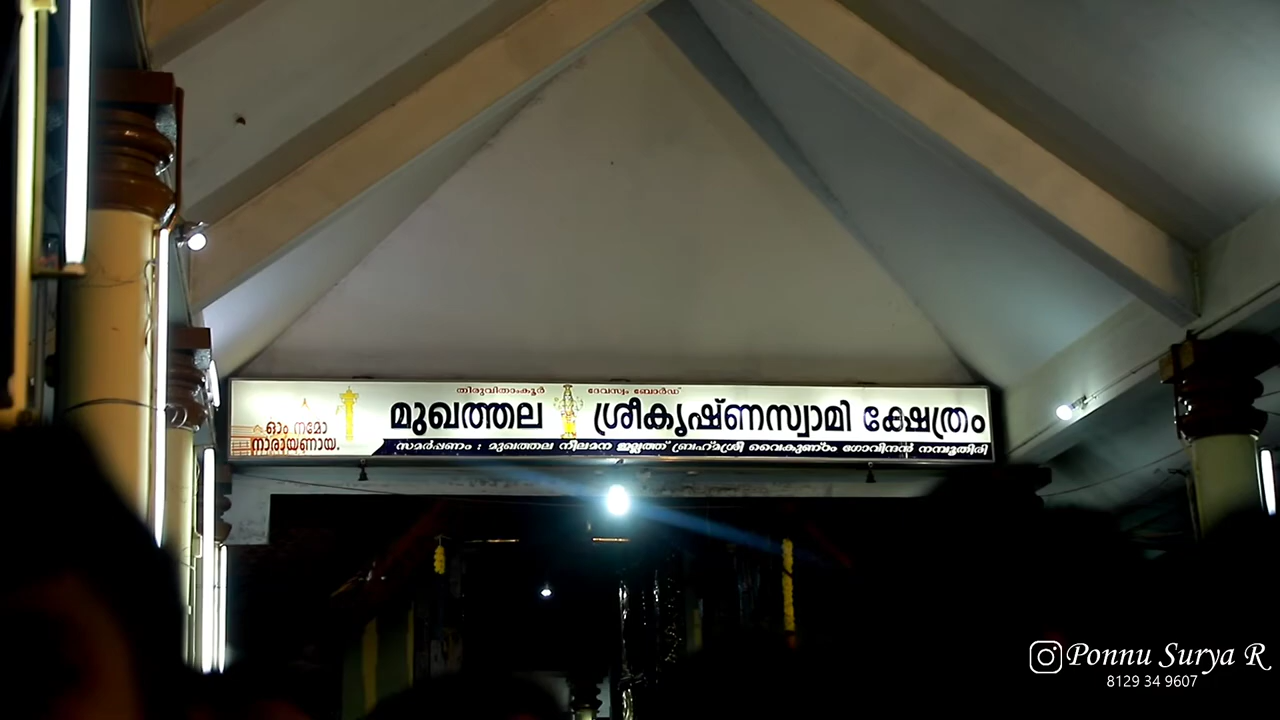 തിരുവിതാംകൂർ ദേവസ്വം ബോർഡ്
മുഖത്തല ശ്രീകൃഷ്ണസ്വാമി ക്ഷേത്രം
ഓം നമോ
നാരായണായ.
സമർപ്പണം : മുഖത്തല നീലമന ഇല്ലത്ത് ബ്രഹ്മശ്രീ വൈകുണ്ഠം ഗോവിന്ദൻ നമ്പൂതിരി
Ponnu Surya R
8129 34 9607